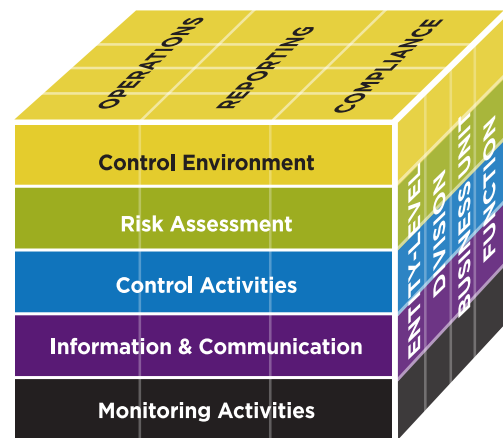 OPERATIONS
REPORTING
COMPLIANCE
Control Environment
Risk Assessment
Control Activities
Information & Communication
Monitoring Activities
ENTITY-LEVEL
DIVISION
BUSINESS UNIT
FUNCTION